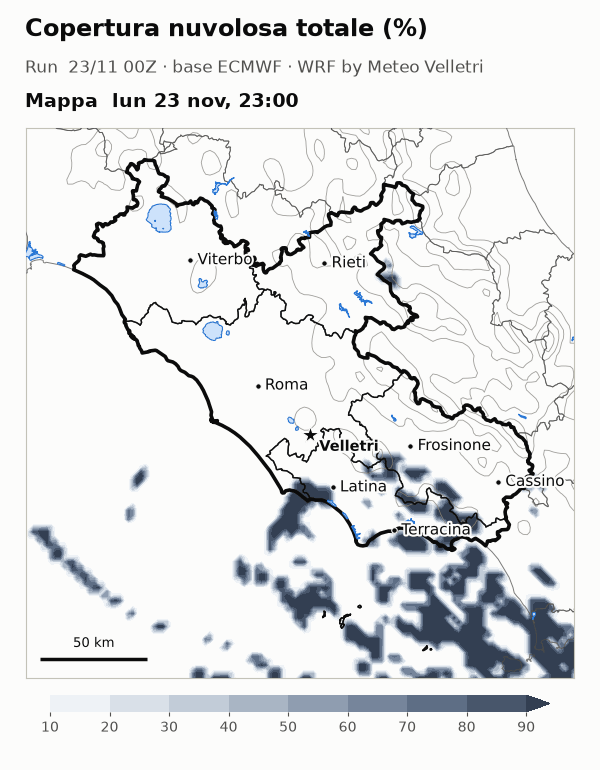 Copertura nuvolosa totale (%)
Run  23/11 00Z · base ECMWF · WRF by Meteo Velletri
Mappa  lun 23 nov, 23:00
Viterbo
Rieti
Roma
Velletri
Frosinone
Latina
Cassino
Terracina
50 km
10 20 30 40 50 60 70 80 90